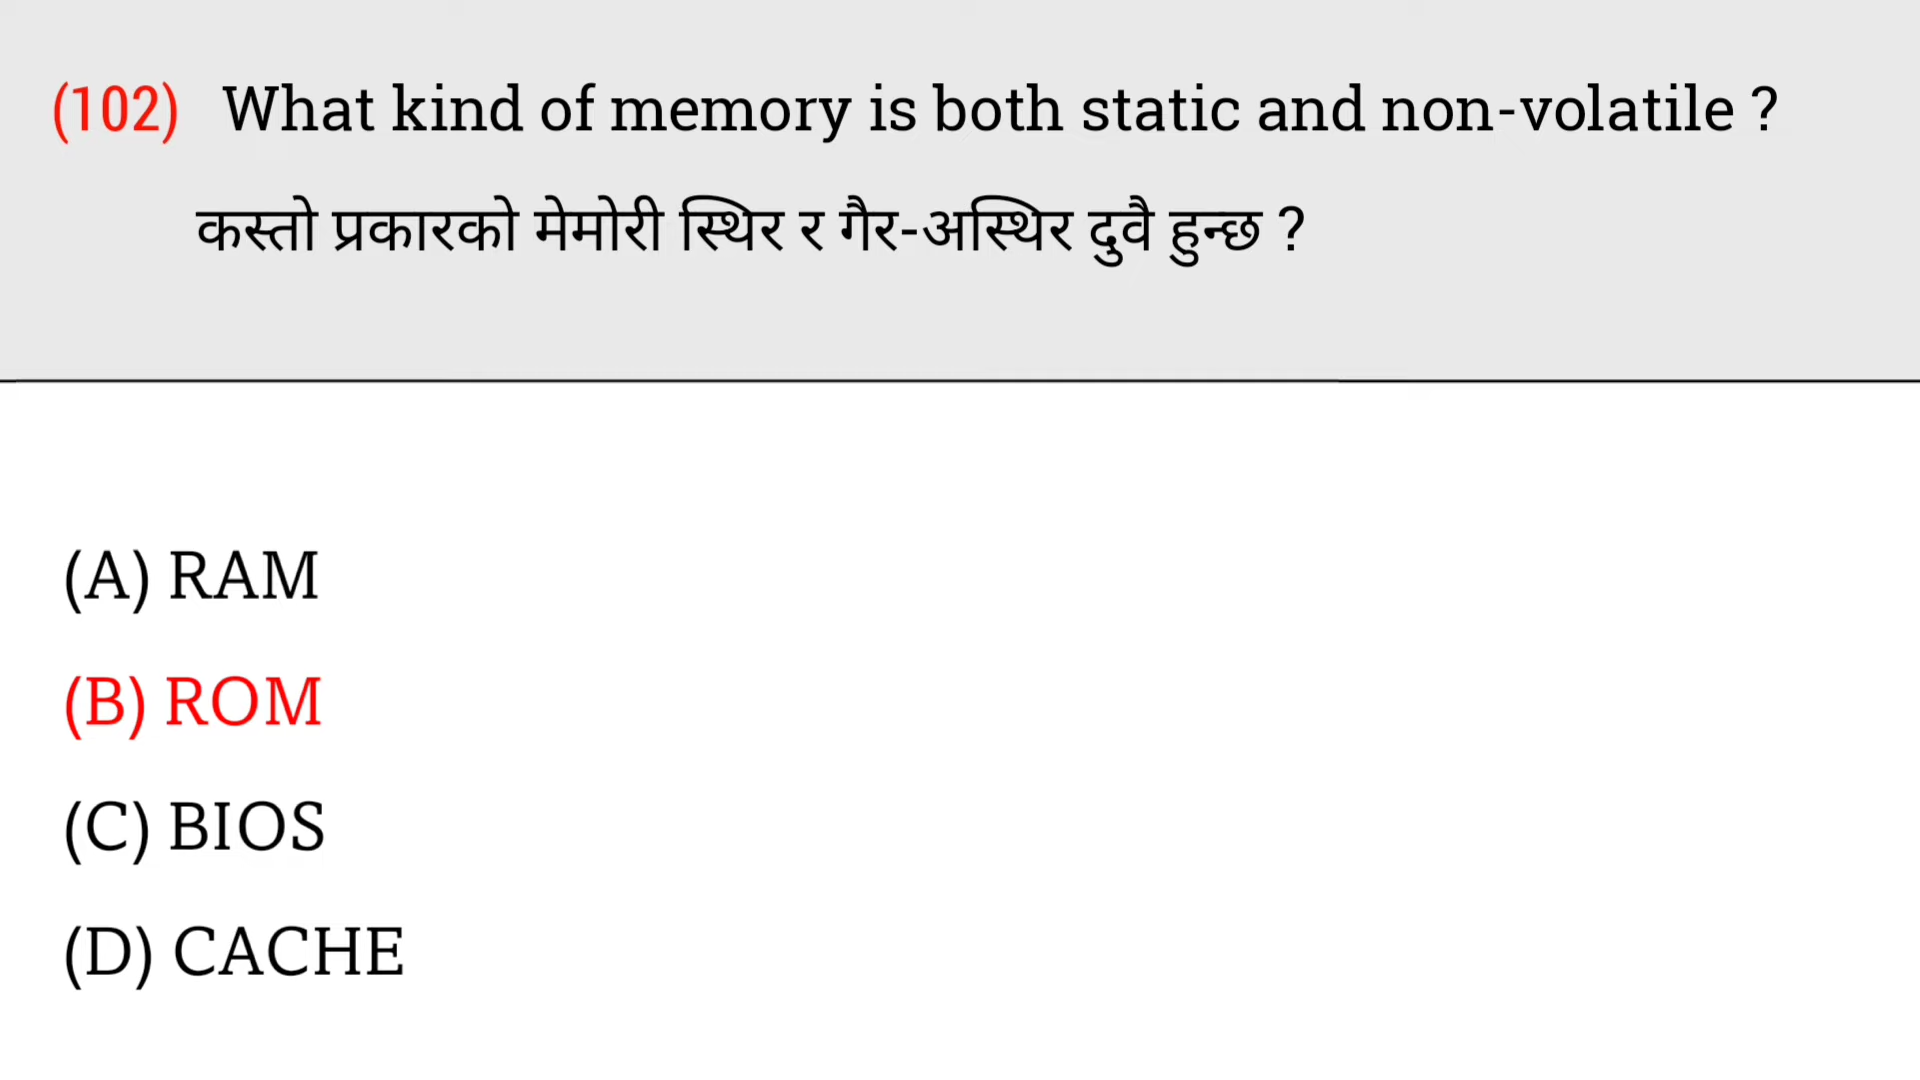 (102) What kind of memory is both static and non-volatile ?
कस्तो प्रकारको मेमोरी स्थिर र गैर-अस्थिर दुवै हुन्छ ?
(A) RAM
(B) ROM
(C) BIOS
(D) CACHE